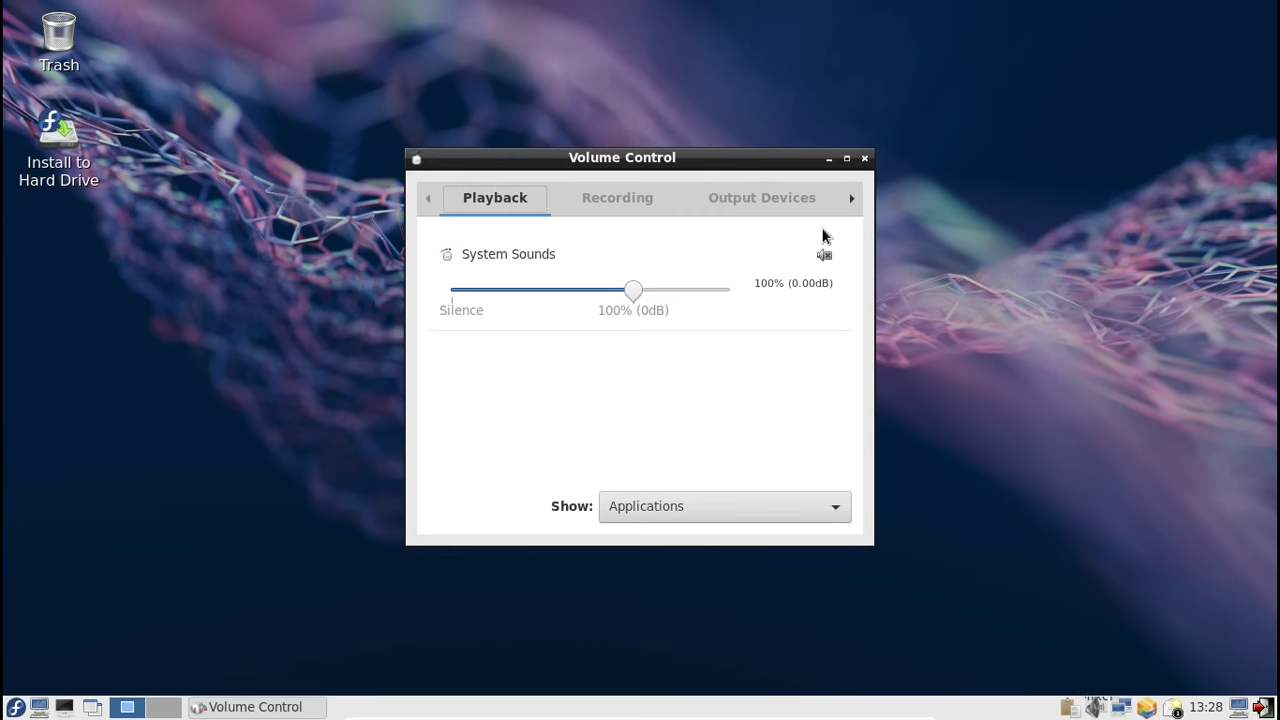 Trash
Install to
Hard Drive
Volume Control
Playback
Recording
Output Devices
System Sounds
100% (0.00dB)
Silence
100% (0dB)
Show:
Applications
Volume Control
1
13:28